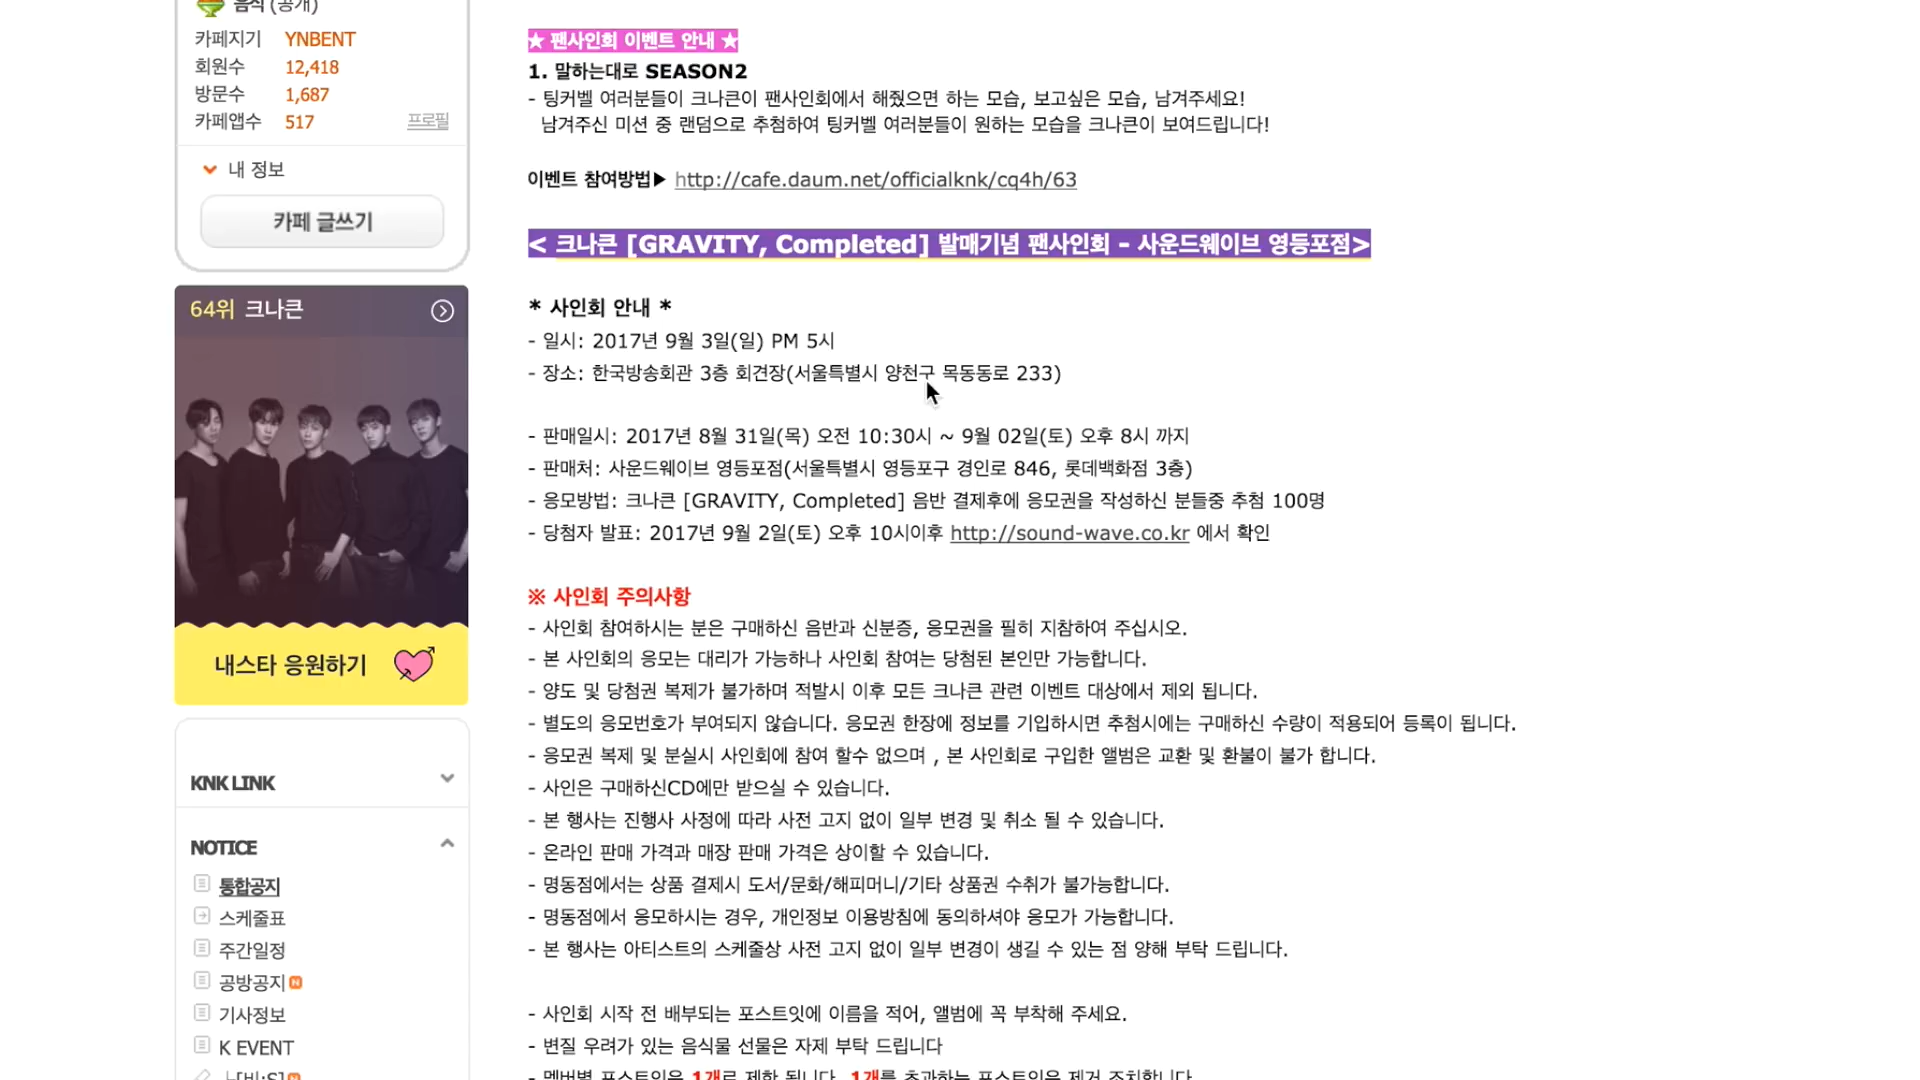 음식 (공개)
카페지기 YNBENT
회원수 12,418
방문수 1,687
카페앱수 517 프로필
내 정보
카페 글쓰기
64위 크나큰
내스타 응원하기
KNK LINK
NOTICE
통합공지
스케줄표
주간일정
공방공지 N
기사정보
K EVENT
★ 팬사인회 이벤트 안내 ★
1. 말하는대로 SEASON2
- 팅커벨 여러분들이 크나큰이 팬사인회에서 해줬으면 하는 모습, 보고싶은 모습, 남겨주세요!
남겨주신 미션 중 랜덤으로 추첨하여 팅커벨 여러분들이 원하는 모습을 크나큰이 보여드립니다!
이벤트 참여방법▶ http://cafe.daum.net/officialknk/cq4h/63
< 크나큰 [GRAVITY, Completed] 발매기념 팬사인회 - 사운드웨이브 영등포점>
* 사인회 안내 *
- 일시: 2017년 9월 3일(일) PM 5시
- 장소: 한국방송회관 3층 회견장(서울특별시 양천구 목동동로 233)
- 판매일시: 2017년 8월 31일(목) 오전 10:30시 ~ 9월 02일(토) 오후 8시 까지
- 판매처: 사운드웨이브 영등포점(서울특별시 영등포구 경인로 846, 롯데백화점 3층)
- 응모방법: 크나큰 [GRAVITY, Completed] 음반 결제후에 응모권을 작성하신 분들중 추첨 100명
- 당첨자 발표: 2017년 9월 2일(토) 오후 10시이후 http://sound-wave.co.kr 에서 확인
※ 사인회 주의사항
- 사인회 참여하시는 분은 구매하신 음반과 신분증, 응모권을 필히 지참하여 주십시오.
- 본 사인회의 응모는 대리가 가능하나 사인회 참여는 당첨된 본인만 가능합니다.
- 양도 및 당첨권 복제가 불가하며 적발시 이후 모든 크나큰 관련 이벤트 대상에서 제외 됩니다.
- 별도의 응모번호가 부여되지 않습니다. 응모권 한장에 정보를 기입하시면 추첨시에는 구매하신 수량이 적용되어 등록이 됩니다.
- 응모권 복제 및 분실시 사인회에 참여 할수 없으며 , 본 사인회로 구입한 앨범은 교환 및 환불이 불가 합니다.
- 사인은 구매하신CD에만 받으실 수 있습니다.
- 본 행사는 진행사 사정에 따라 사전 고지 없이 일부 변경 및 취소 될 수 있습니다.
- 온라인 판매 가격과 매장 판매 가격은 상이할 수 있습니다.
- 명동점에서는 상품 결제시 도서/문화/해피머니/기타 상품권 수취가 불가능합니다.
- 명동점에서 응모하시는 경우, 개인정보 이용방침에 동의하셔야 응모가 가능합니다.
- 본 행사는 아티스트의 스케줄상 사전 고지 없이 일부 변경이 생길 수 있는 점 양해 부탁 드립니다.
- 사인회 시작 전 배부되는 포스트잇에 이름을 적어, 앨범에 꼭 부착해 주세요.
- 변질 우려가 있는 음식물 선물은 자제 부탁 드립니다
- 멤버별 포스트잇은 1개로 제한 됩니다. 1개를 초과하는 포스트잇은 제거 조치합니다